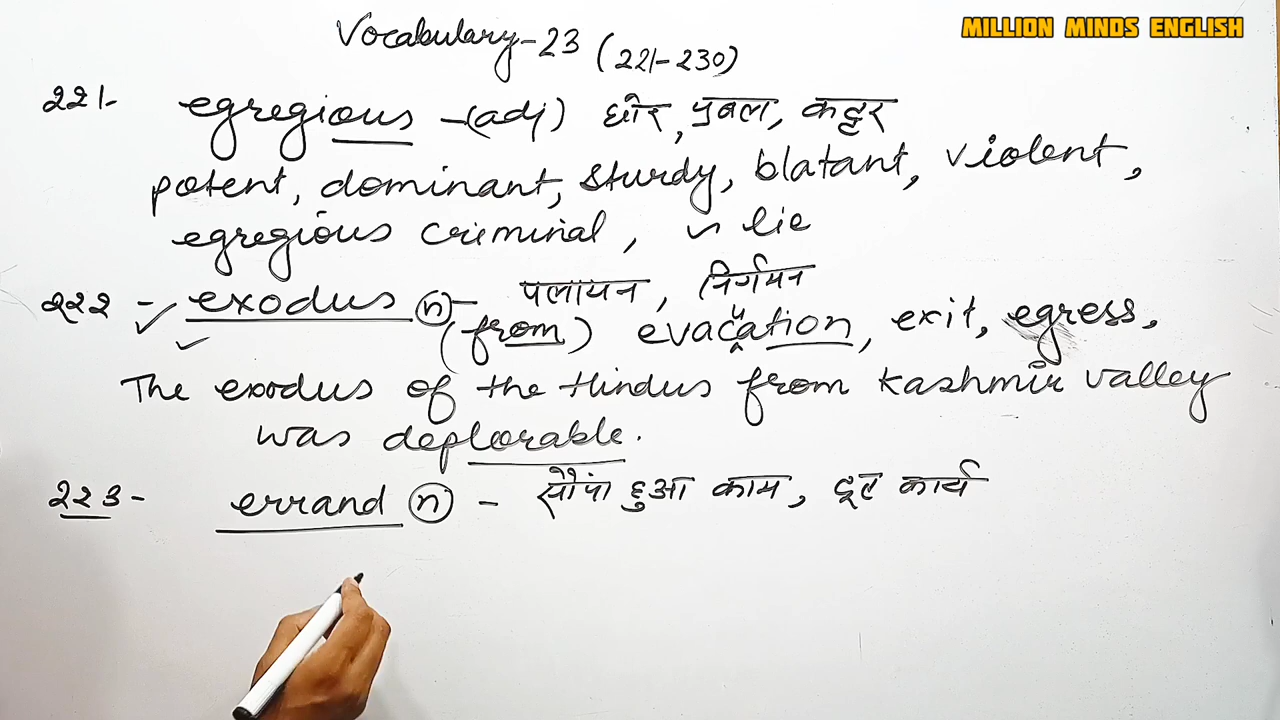 MILLION MINDS ENGLISH
Vocabulary-23 (221-230)
221- egregious - (adj) घोर, प्रबल, कट्टर
potent, dominant, sturdy, blatant, violent,
egregious criminal, " lie
222 - exodus (n) - पलायन, निर्गमन
(from) evacuation, exit, egress,
The exodus of the Hindus from Kashmir valley
was deplorable.
223- errand (n) - सौंपा हुआ काम, दूत कार्य